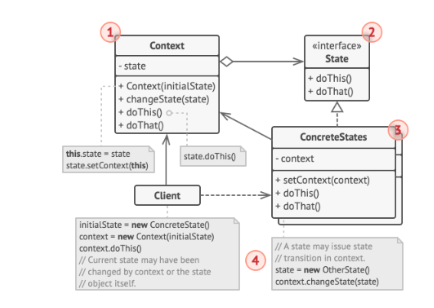 1
Context
- state
+ Context(initialState)
+ changeState(state)
+ doThis()
+ doThat()
2
«interface»
State
+ doThis()
+ doThat()
this.state = state
state.setContext(this)
state.doThis()
3
ConcreteStates
- context
+ setContext(context)
+ doThis()
+ doThat()
Client
initialState = new ConcreteState()
context = new Context(initialState)
context.doThis()
// Current state may have been
// changed by context or the state
// object itself.
4
// A state may issue state
// transition in context.
state = new OtherState()
context.changeState(state)